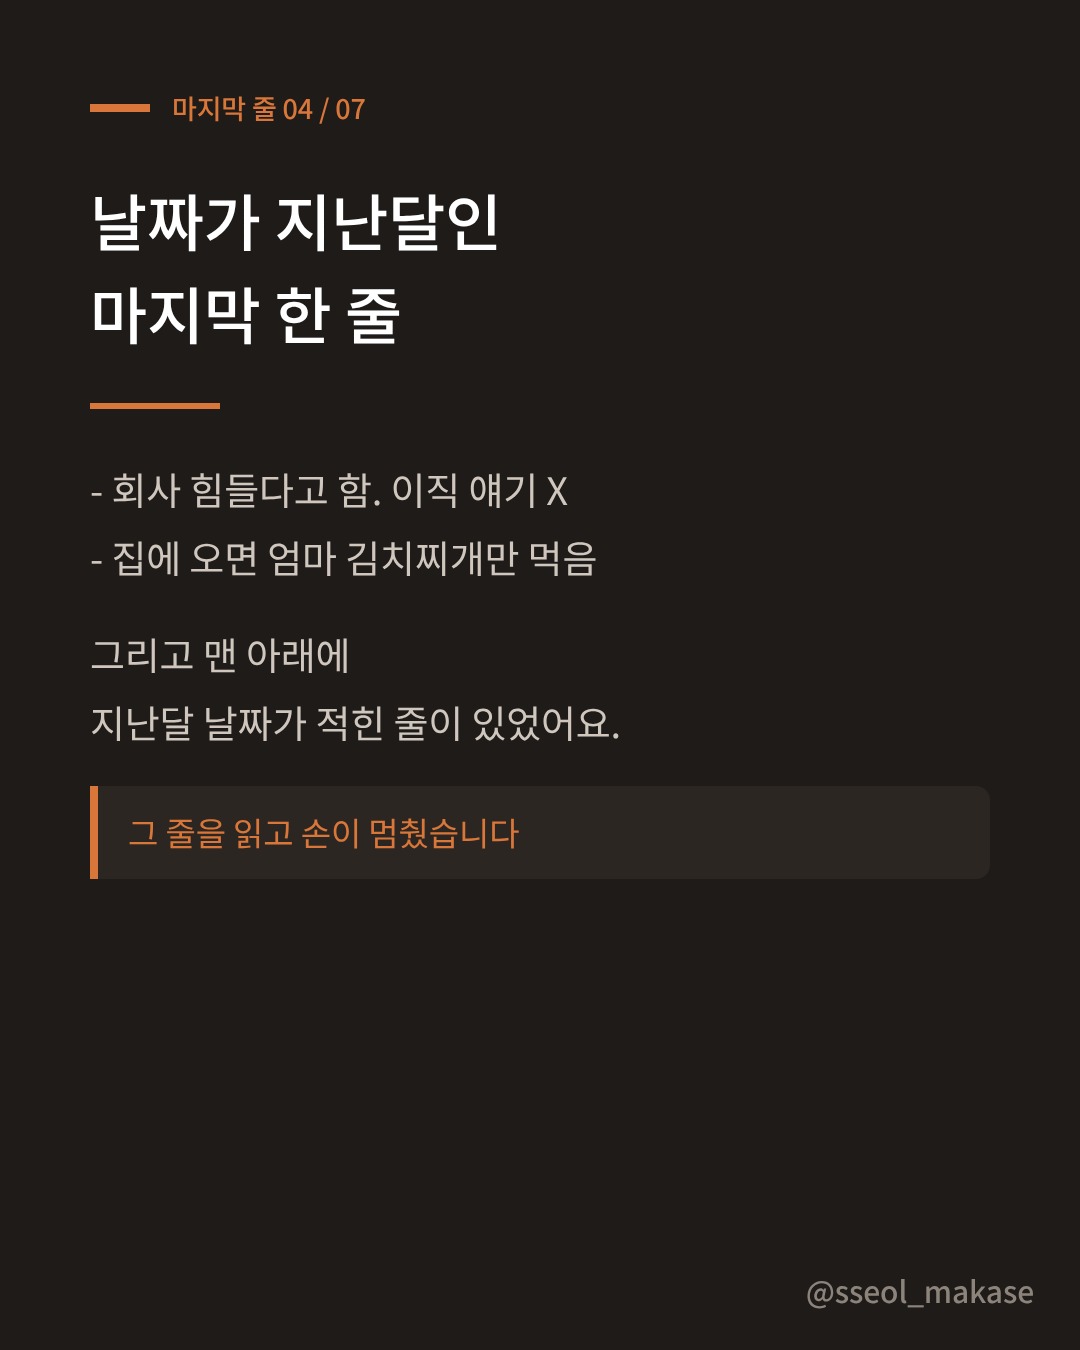 마지막 줄 04 / 07
날짜가 지난달인
마지막 한 줄
- 회사 힘들다고 함. 이직 얘기 X
- 집에 오면 엄마 김치찌개만 먹음
그리고 맨 아래에
지난달 날짜가 적힌 줄이 있었어요.
그 줄을 읽고 손이 멈췄습니다
@sseol_makase